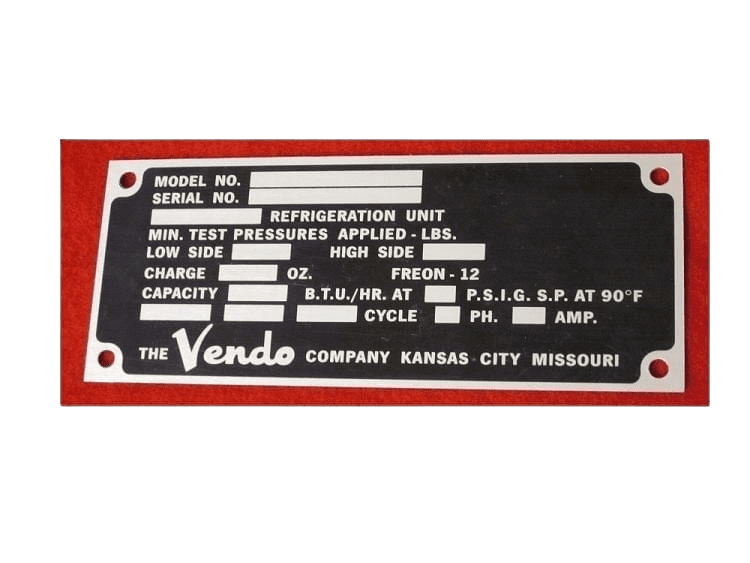 MODEL NO.
SERIAL NO.
REFRIGERATION UNIT
MIN. TEST PRESSURES APPLIED - LBS.
LOW SIDE HIGH SIDE
CHARGE OZ. FREON - 12
CAPACITY B.T.U./HR. AT P.S.I.G. S.P. AT 90°F
CYCLE PH. AMP.
THE Vendo COMPANY KANSAS CITY MISSOURI